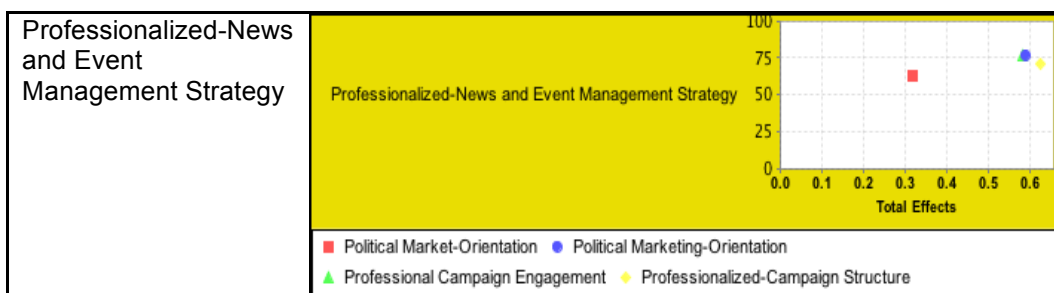 Professionalized-News
and Event
Management Strategy
Professionalized-News and Event Management Strategy
100
75
50
25
0
0.0 0.1 0.2 0.3 0.4 0.5 0.6
Total Effects
Political Market-Orientation Political Marketing-Orientation
Professional Campaign Engagement Professionalized-Campaign Structure